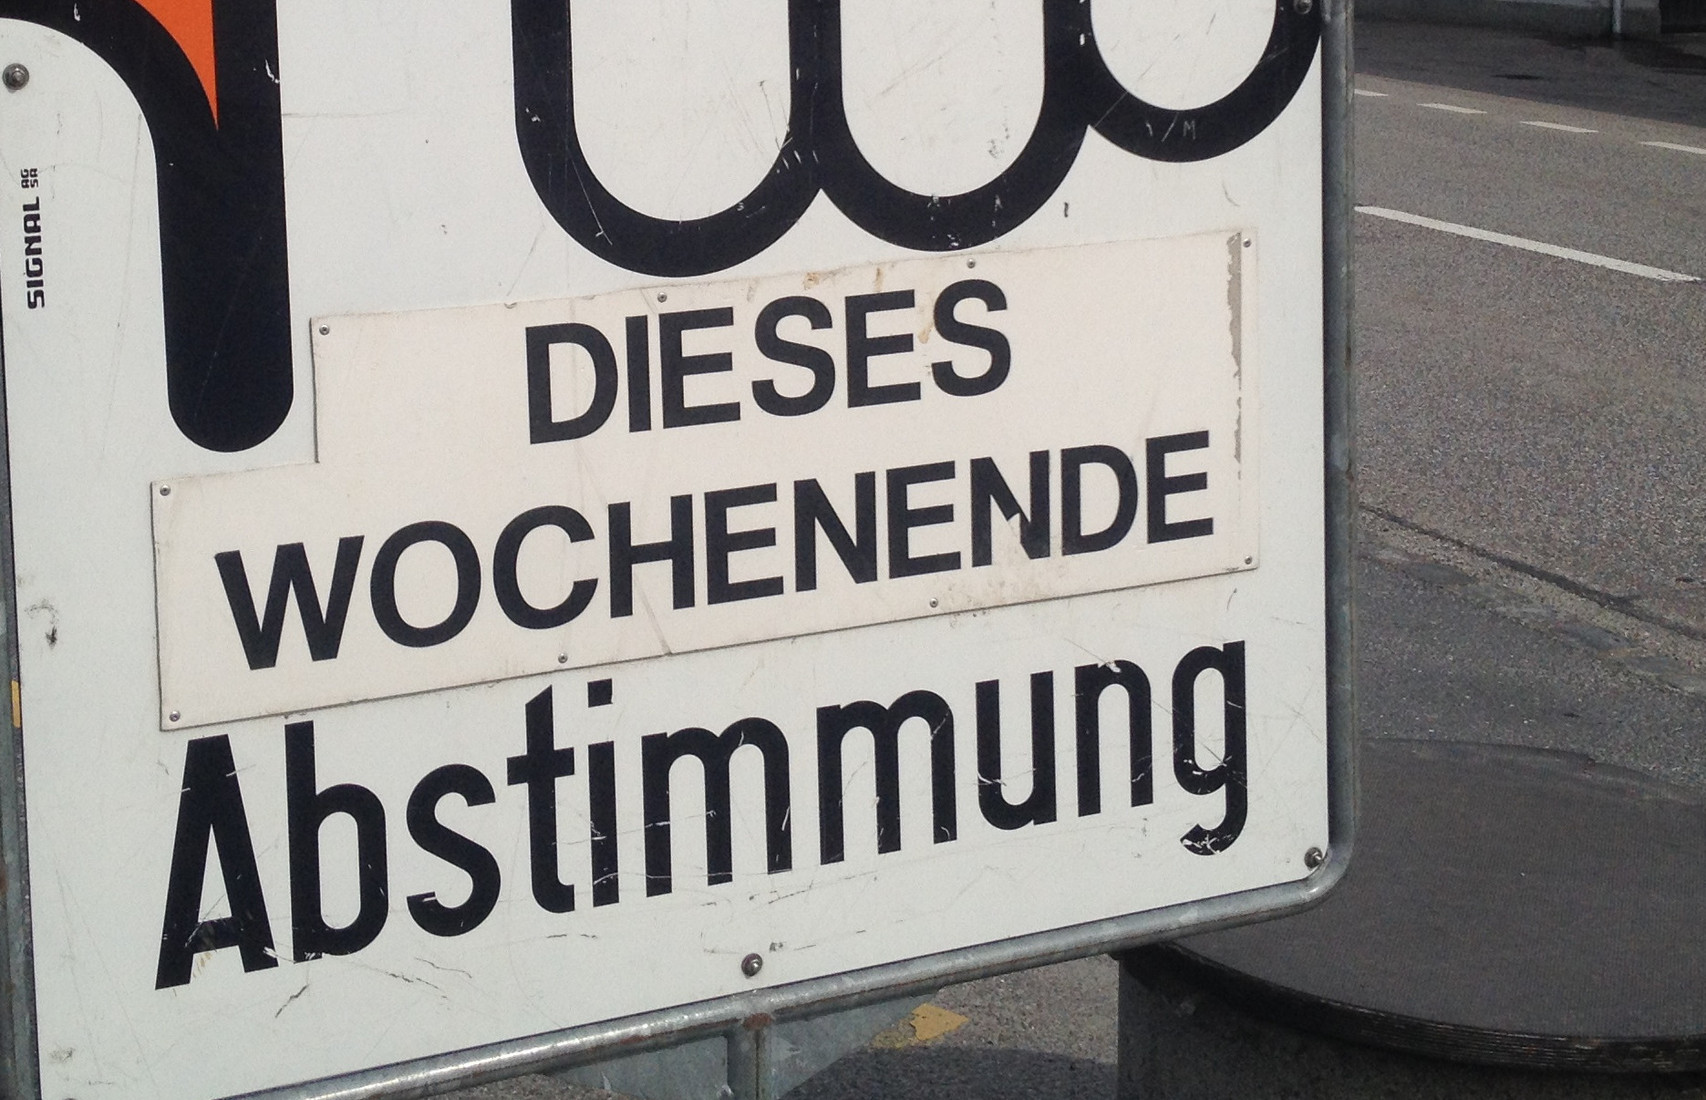 SIGNAL AG SA
DIESES
WOCHENENDE
Abstimmung